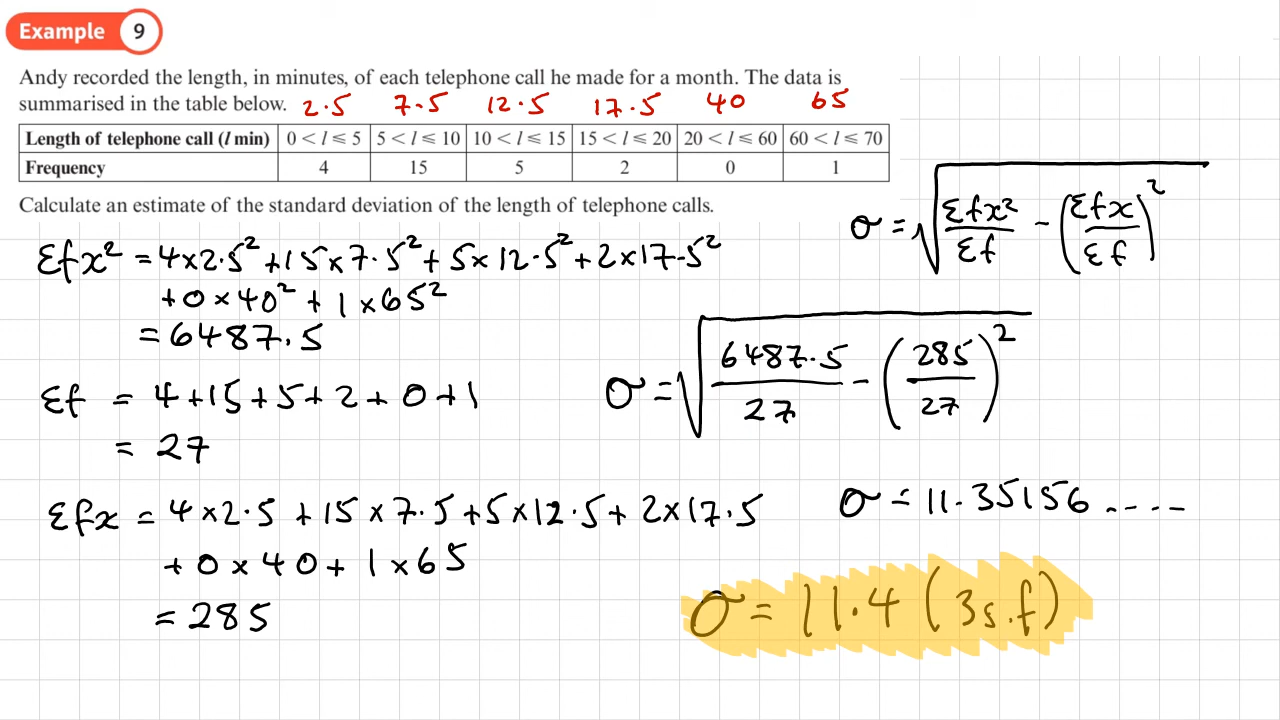 Example 9
Andy recorded the length, in minutes, of each telephone call he made for a month. The data is
summarised in the table below.
2.5 7.5 12.5 17.5 40 65
Length of telephone call (l min) 0 < l ⩽ 5 5 < l ⩽ 10 10 < l ⩽ 15 15 < l ⩽ 20 20 < l ⩽ 60 60 < l ⩽ 70
Frequency 4 15 5 2 0 1
Calculate an estimate of the standard deviation of the length of telephone calls.
σ = √(Σfx²/Σf − (Σfx/Σf)²)
Σfx² = 4×2.5² + 15×7.5² + 5×12.5² + 2×17.5²
+ 0×40² + 1×65²
= 6487.5
Σf = 4+15+5+2+0+1
= 27
Σfx = 4×2.5 + 15×7.5 + 5×12.5 + 2×17.5
+ 0×40 + 1×65
= 285
σ = √(6487.5/27 − (285/27)²)
σ = 11.35156....
σ = 11.4 (3s.f)